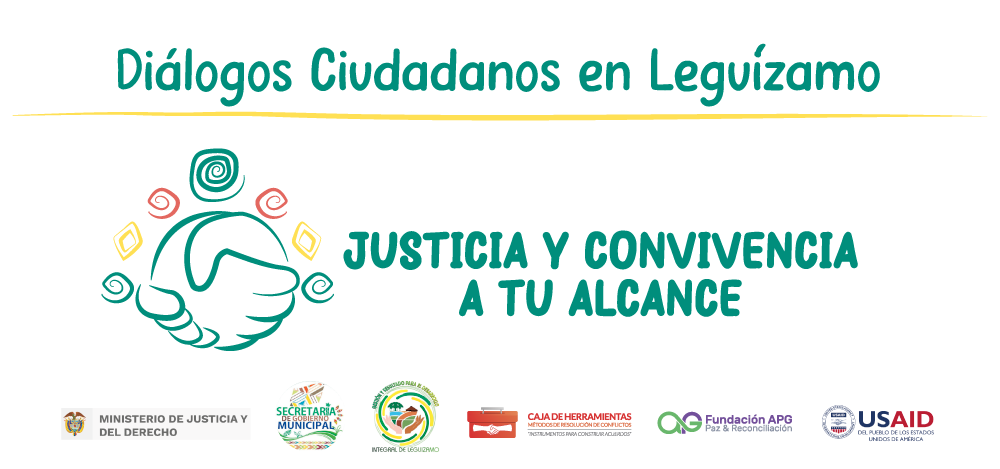 Diálogos Ciudadanos en Leguízamo
JUSTICIA Y CONVIVENCIA
A TU ALCANCE
MINISTERIO DE JUSTICIA Y
DEL DERECHO
SECRETARIA
DE GOBIERNO
MUNICIPAL
INTEGRAL DE LEGUÍZAMO
CAJA DE HERRAMIENTAS
MÉTODOS DE RESOLUCIÓN DE CONFLICTOS
"INSTRUMENTOS PARA CONSTRUIR ACUERDOS"
Fundación APG
Paz & Reconciliación
USAID
USAID
DEL PUEBLO DE LOS ESTADOS
UNIDOS DE AMÉRICA